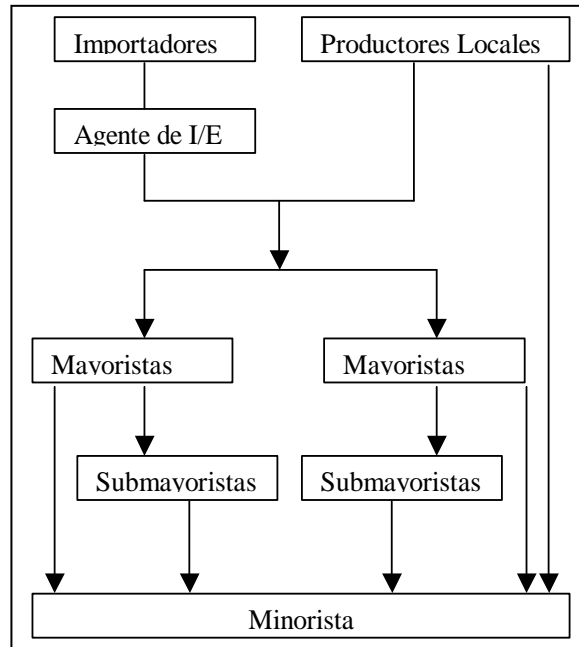 Importadores
Productores Locales
Agente de I/E
Mayoristas
Mayoristas
Submayoristas
Submayoristas
Minorista